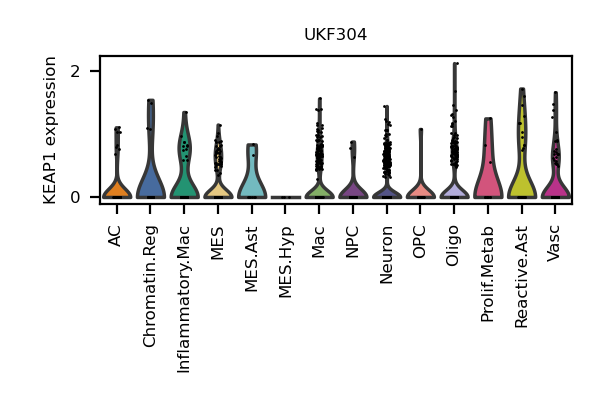 UKF304
KEAP1 expression
2
0
AC
Chromatin.Reg
Inflammatory.Mac
MES
MES.Ast
MES.Hyp
Mac
NPC
Neuron
OPC
Oligo
Prolif.Metab
Reactive.Ast
Vasc